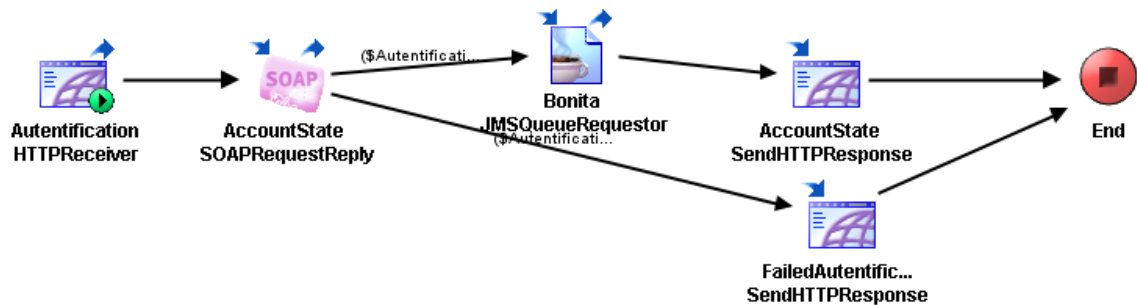 ($Autentificati...
SOAP
Autentification
HTTPReceiver
AccountState
SOAPRequestReply
Bonita
JMSQueueRequestor
($Autentificati...
AccountState
SendHTTPResponse
End
FailedAutentific...
SendHTTPResponse